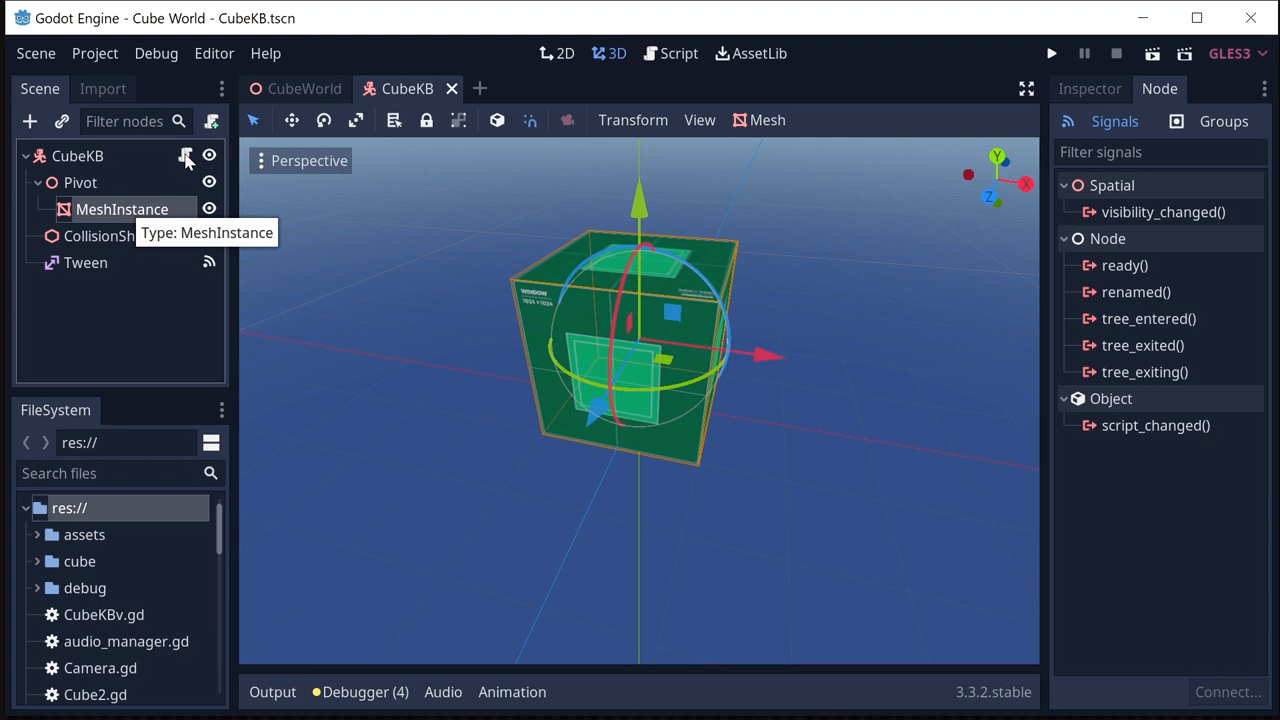 Godot Engine - Cube World - CubeKB.tscn
Scene Project Debug Editor Help
2D 3D Script AssetLib
GLES3
Scene Import
CubeWorld CubeKB
Inspector Node
Filter nodes
Transform View Mesh
Signals Groups
CubeKB
Pivot
MeshInstance
Type: MeshInstance
CollisionSh
Tween
Perspective
Y
X
Z
WINDOW
1024×1024
Filter signals
Spatial
visibility_changed()
Node
ready()
renamed()
tree_entered()
tree_exited()
tree_exiting()
Object
script_changed()
FileSystem
res://
Search files
res://
assets
cube
debug
CubeKBv.gd
audio_manager.gd
Camera.gd
Cube2.gd
Output Debugger (4) Audio Animation
3.3.2.stable
Connect...